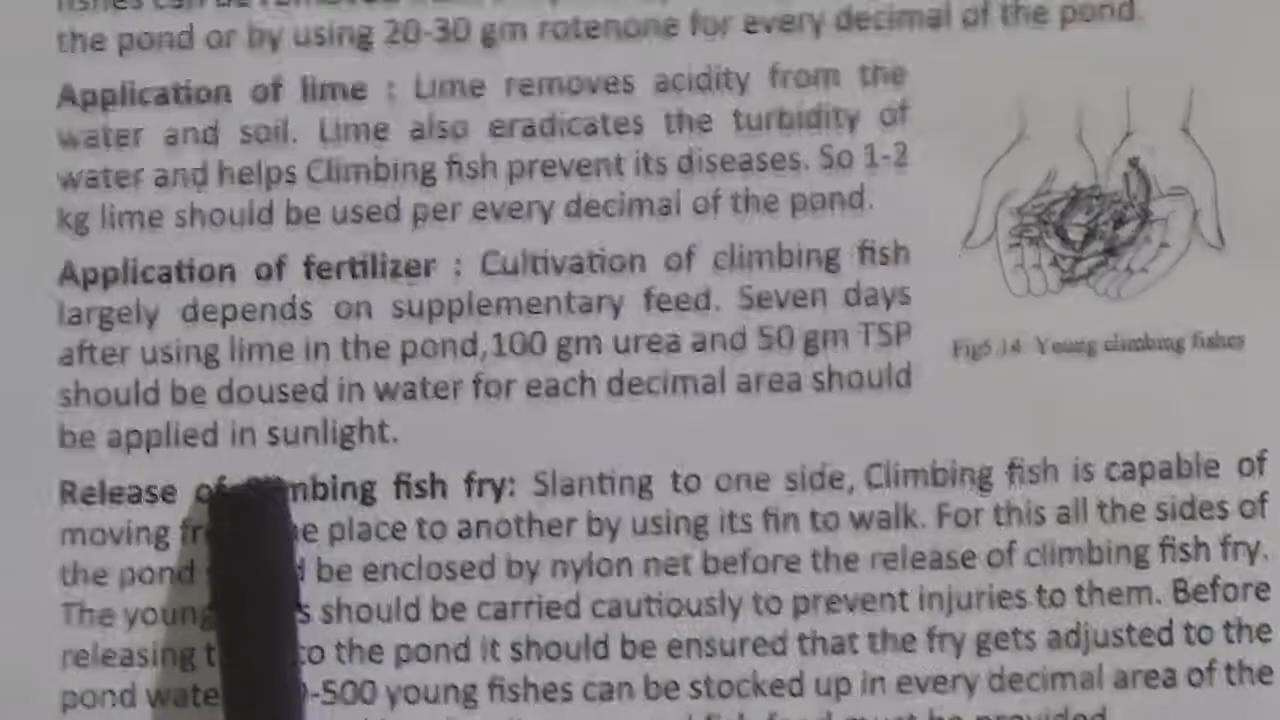 the pond or by using 20-30 gm rotenone for every decimal of the pond.
Application of lime : Lime removes acidity from the
water and soil. Lime also eradicates the turbidity of
water and helps Climbing fish prevent its diseases. So 1-2
kg lime should be used per every decimal of the pond.
Application of fertilizer : Cultivation of climbing fish
largely depends on supplementary feed. Seven days
after using lime in the pond,100 gm urea and 50 gm TSP
should be doused in water for each decimal area should
be applied in sunlight.
Fig5.14 Young climbing fishes
Release of fish fry: Slanting to one side, Climbing fish is capable of
moving place to another by using its fin to walk. For this all the sides of
the pond be enclosed by nylon net before the release of climbing fish fry.
The young should be carried cautiously to prevent injuries to them. Before
releasing to the pond it should be ensured that the fry gets adjusted to the
pond -500 young fishes can be stocked up in every decimal area of the